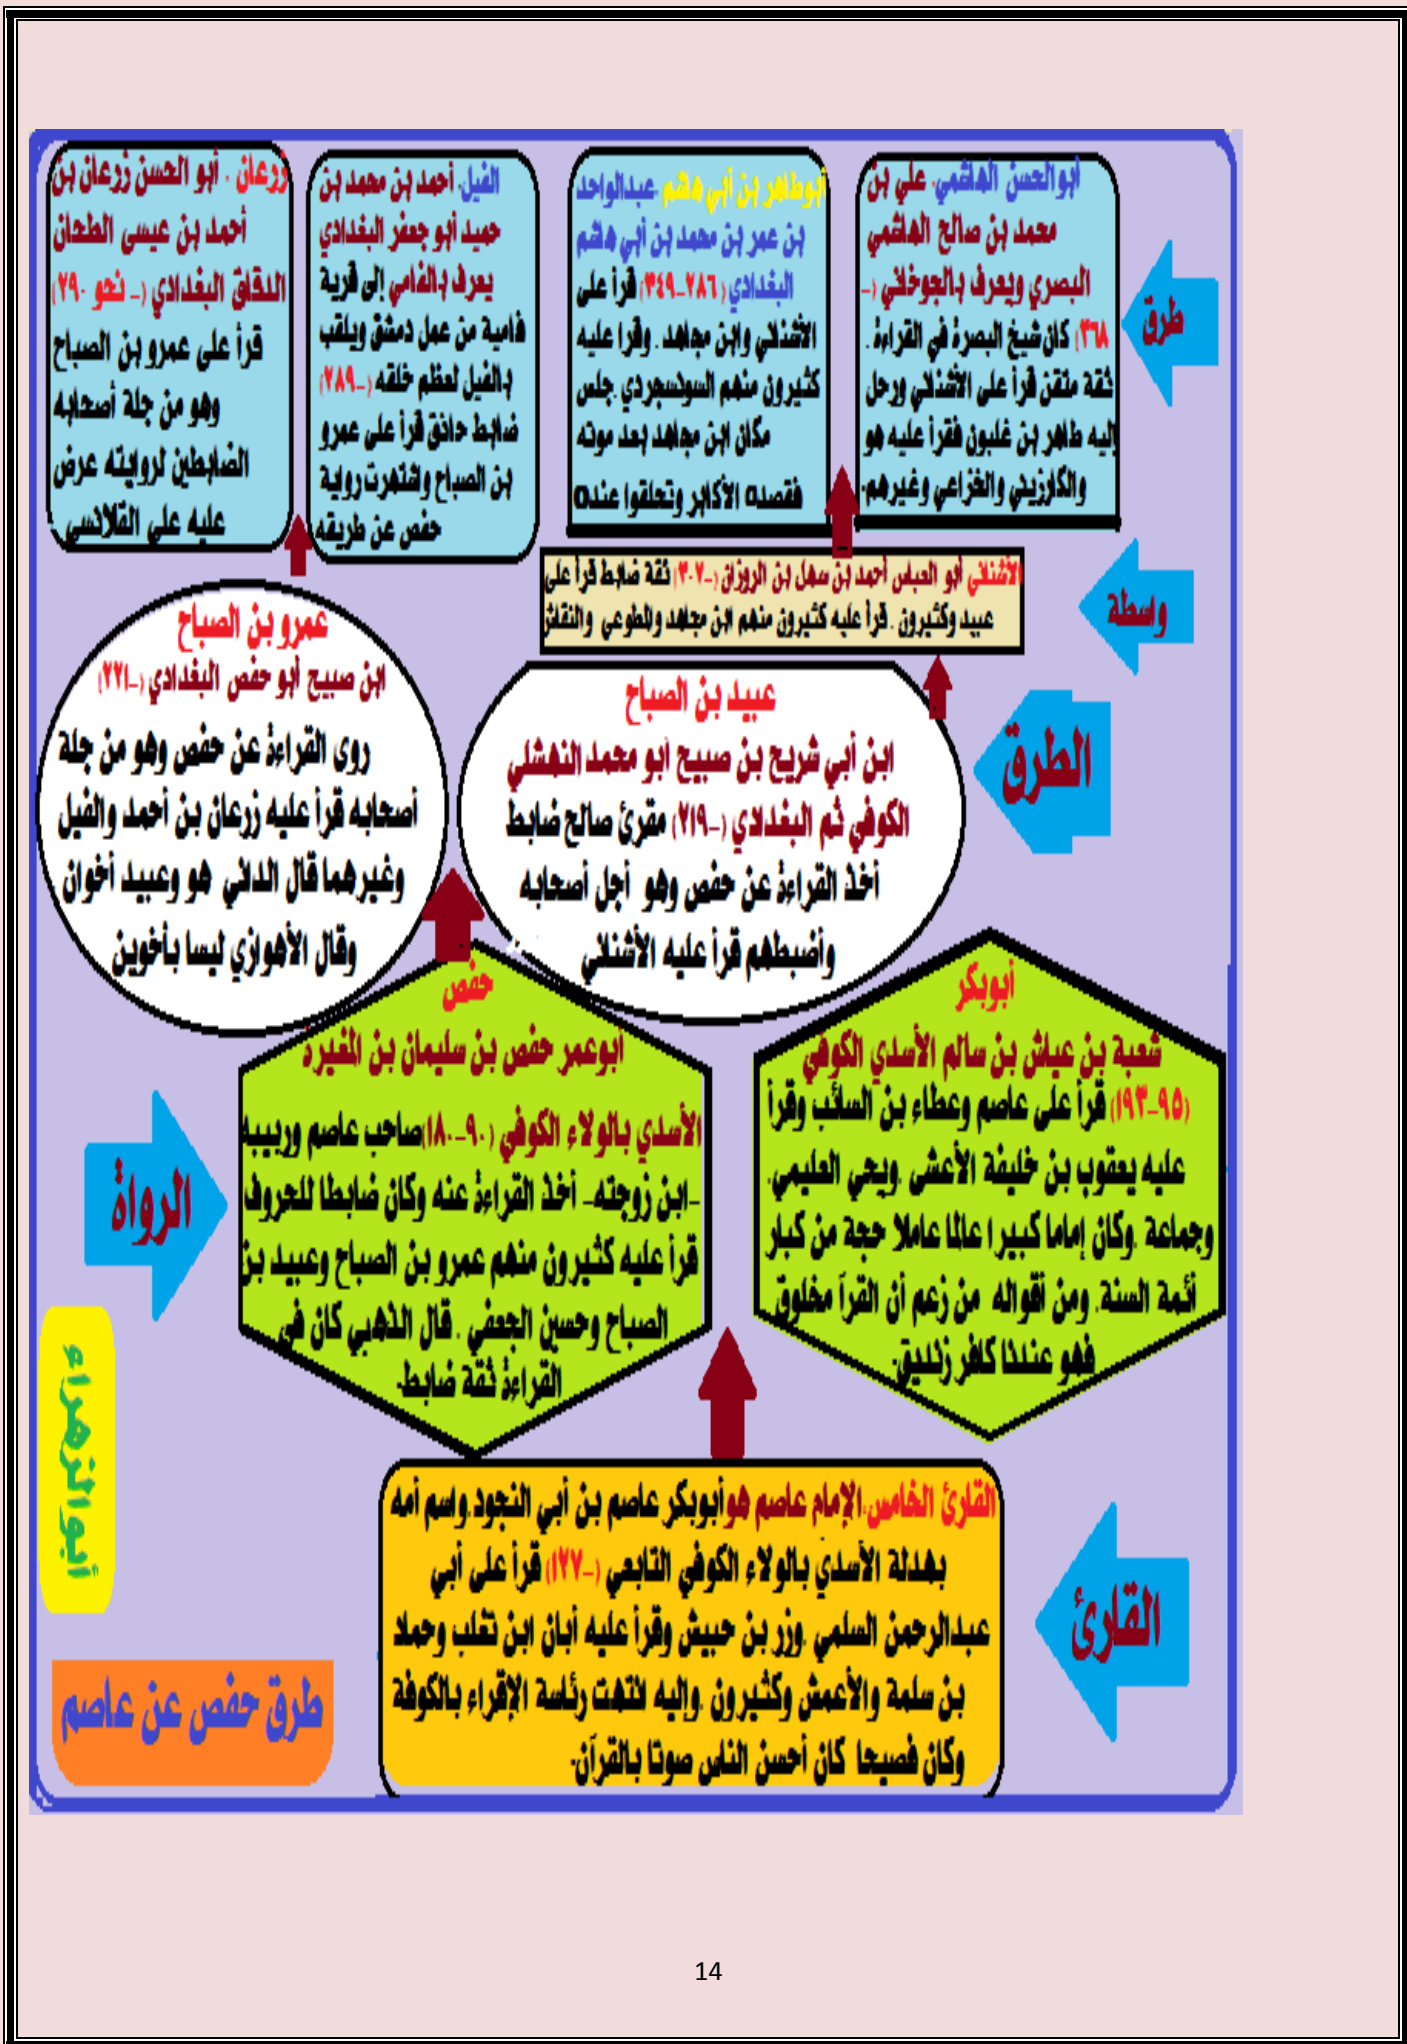 أبو الحسن الهاشمي- علي بن
محمد بن صالح الهاشمي
البصري ويعرف بالجوخاني (-
٣٦٨) كان شيخ البصرة في القراءة .
ثقة متقن قرأ على الأشناني ورحل
إليه طاهر بن غلبون فقرأ عليه هو
والكارزيني والخزاعي وغيرهم.
أبوطاهر بن أبي هاشم -عبدالواحد
بن عمر بن محمد بن أبي هاشم
البغدادي (٢٨٦-٣٤٩) قرأ على
الأشناني وابن مجاهد . وقرا عليه
كثيرون منهم السوسجردي .جلس
مكان ابن مجاهد بعد موته
فقصده الأكابر وتحلقوا عنده
الفيل- أحمد بن محمد بن
حميد أبو جعفر البغدادي
يعرف بالفامي إلى قرية
فامية من عمل دمشق ويلقب
بالفيل لعظم خلقه (-٢٨٩)
ضابط حاذق قرأ على عمرو
بن الصباح واشتهرت رواية
حفص عن طريقه
زرعان - أبو الحسن زرعان بن
أحمد بن عيسى الطحان
الدقاق البغدادي (- نحو ٢٩٠)
قرأ على عمرو بن الصباح
وهو من جلة أصحابه
الضابطين لروايته عرض
عليه على القلانسي
طرق
الأشناني أبو العباس أحمد بن سهل بن الروزان (-٣٠٧) ثقة ضابط قرأ على
عبيد وكثيرون . قرأ عليه كثيرون منهم ابن مجاهد والمطوعي والنقاش
واسطة
عبيد بن الصباح
ابن أبي شريح بن صبيح أبو محمد النهشلي
الكوفي ثم البغدادي (-٢١٩) مقرئ صالح ضابط
أخذ القراءة عن حفص وهو أجل أصحابه
وأضبطهم قرأ عليه الأشناني
عمرو بن الصباح
ابن صبيح أبو حفص البغدادي (-٢٢١)
روى القراءة عن حفص وهو من جلة
أصحابه قرأ عليه زرعان بن أحمد والفيل
وغيرهما قال الداني هو وعبيد أخوان
وقال الأهوازي ليسا بأخوين
الطرق
أبوبكر
شعبة بن عياش بن سالم الأسدي الكوفي
(٩٥-١٩٣) قرأ على عاصم وعطاء بن السائب وقرأ
عليه يعقوب بن خليفة الأعشى .ويحي العليمي.
وجماعة .وكان إماما كبيرا عالما عاملا حجة من كبار
أئمة السنة. ومن أقواله من زعم أن القرآ مخلوق
فهو عندنا كافر زنديق.
حفص
أبوعمر حفص بن سليمان بن المغيرة
الأسدي بالولاء الكوفي (٩٠-١٨٠)صاحب عاصم وربيبه
-ابن زوجته- أخذ القراءة عنه وكان ضابطا للحروف
قرأ عليه كثيرون منهم عمرو بن الصباح وعبيد بن
الصباح وحسين الجعفي . قال الذهبي كان في
القراءة ثقة ضابط.
الرواة
أبو الزهراء
القارئ الخامس.الإمام عاصم هو أبوبكر عاصم بن أبي النجود.واسم أمه
بهدلة الأسدي بالولاء الكوفي التابعي (-١٢٧) قرأ على أبي
عبدالرحمن السلمي .وزر بن حبيش وقرأ عليه أبان ابن تغلب وحماد
بن سلمة والأعمش وكثيرون .وإليه انتهت رئاسة الإقراء بالكوفة
وكان فصيحا كان أحسن الناس صوتا بالقرآن.
القارئ
طرق حفص عن عاصم
14